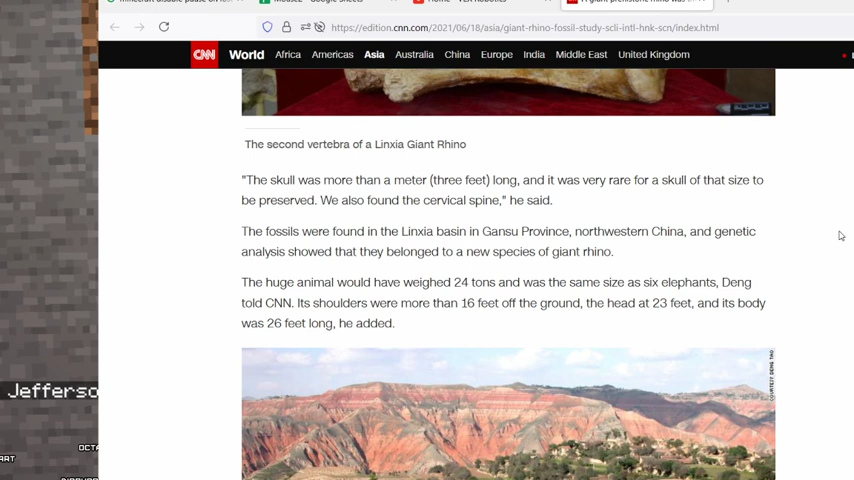 https://edition.cnn.com/2021/06/18/asia/giant-rhino-fossil-study-scli-intl-hnk-scn/index.html
CNN World Africa Americas Asia Australia China Europe India Middle East United Kingdom
The second vertebra of a Linxia Giant Rhino
"The skull was more than a meter (three feet) long, and it was very rare for a skull of that size to
be preserved. We also found the cervical spine," he said.
The fossils were found in the Linxia basin in Gansu Province, northwestern China, and genetic
analysis showed that they belonged to a new species of giant rhino.
The huge animal would have weighed 24 tons and was the same size as six elephants, Deng
told CNN. Its shoulders were more than 16 feet off the ground, the head at 23 feet, and its body
was 26 feet long, he added.
COURTESY DENG TAO
Jefferso
OCTA
ART